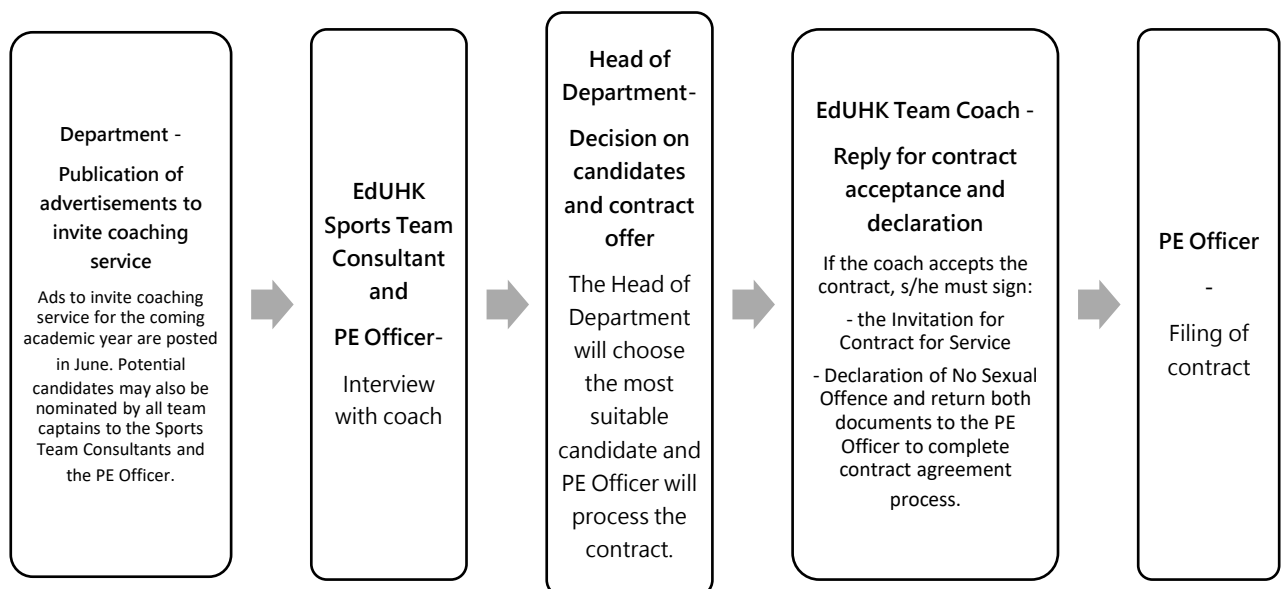 Department -
Publication of
advertisements to
invite coaching
service
Ads to invite coaching
service for the coming
academic year are posted
in June. Potential
candidates may also be
nominated by all team
captains to the Sports
Team Consultants and
the PE Officer.
EdUHK
Sports Team
Consultant
and
PE Officer-
Interview
with coach
Head of
Department-
Decision on
candidates
and contract
offer
The Head of
Department
will choose
the most
suitable
candidate and
PE Officer will
process the
contract.
EdUHK Team Coach -
Reply for contract
acceptance and
declaration
If the coach accepts the
contract, s/he must sign:
- the Invitation for
Contract for Service
- Declaration of No Sexual
Offence and return both
documents to the PE
Officer to complete
contract agreement
process.
PE Officer
-
Filing of
contract